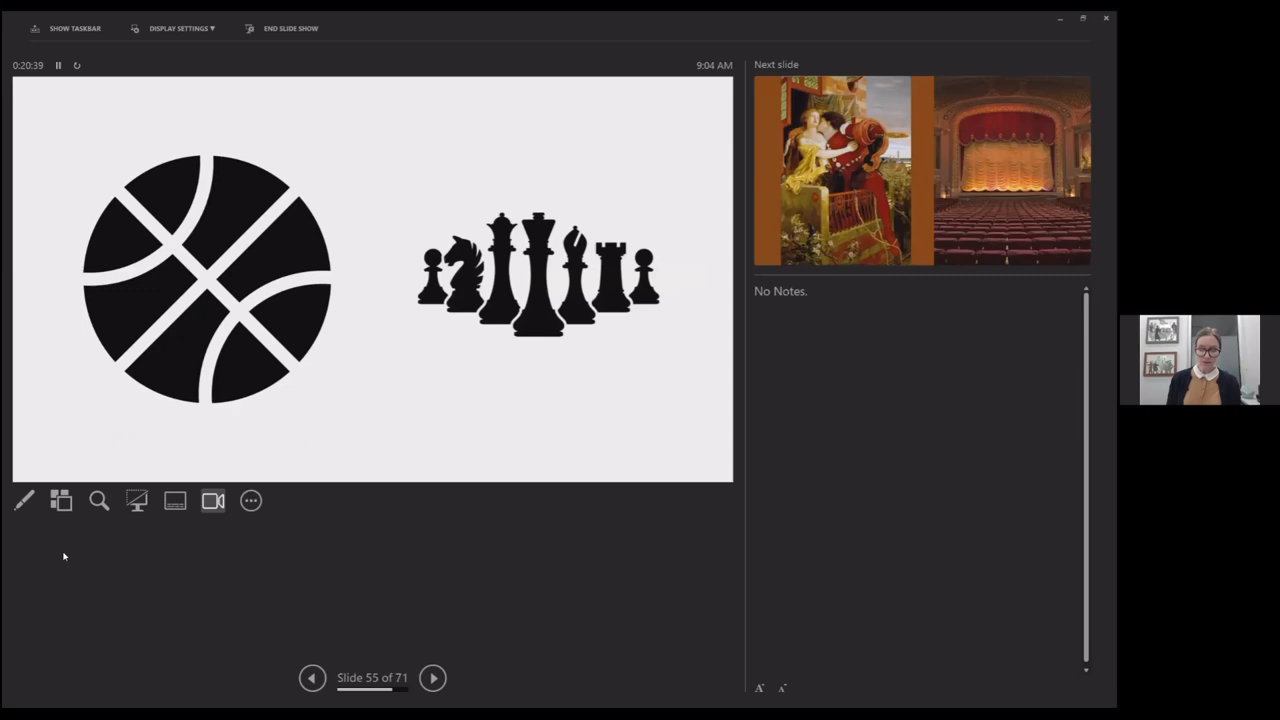 SHOW TASKBAR
DISPLAY SETTINGS ▼
END SLIDE SHOW
0:20:39
9:04 AM
Next slide
No Notes.
Slide 55 of 71
A A